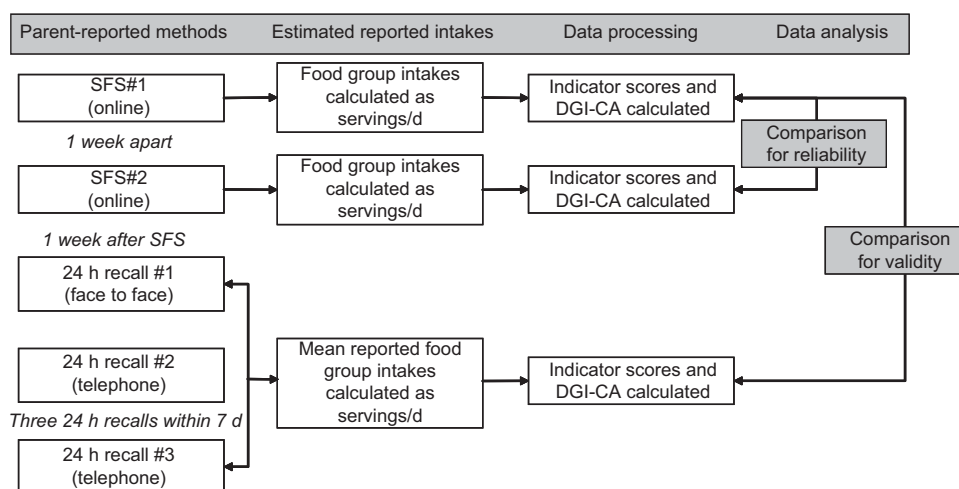 Parent-reported methods
Estimated reported intakes
Data processing
Data analysis
SFS#1
(online)
Food group intakes
calculated as
servings/d
Indicator scores and
DGI-CA calculated
1 week apart
Comparison
for reliability
SFS#2
(online)
Food group intakes
calculated as
servings/d
Indicator scores and
DGI-CA calculated
1 week after SFS
Comparison
for validity
24 h recall #1
(face to face)
24 h recall #2
(telephone)
Mean reported food
group intakes
calculated as
servings/d
Indicator scores and
DGI-CA calculated
Three 24 h recalls within 7 d
24 h recall #3
(telephone)